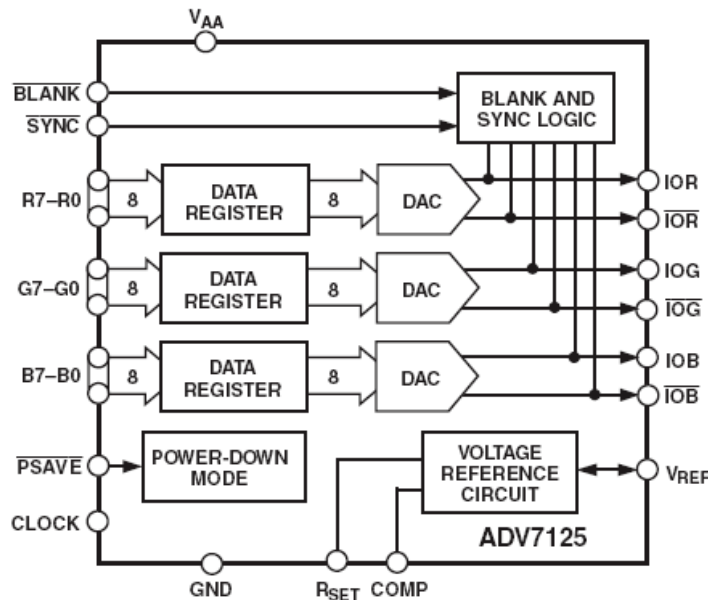 VAA
BLANK
SYNC
BLANK AND
SYNC LOGIC
R7–R0
8
DATA
REGISTER
8
DAC
IOR
IOR
G7–G0
8
DATA
REGISTER
8
DAC
IOG
IOG
B7–B0
8
DATA
REGISTER
8
DAC
IOB
IOB
PSAVE
POWER-DOWN
MODE
VOLTAGE
REFERENCE
CIRCUIT
VREF
CLOCK
ADV7125
GND
RSET
COMP